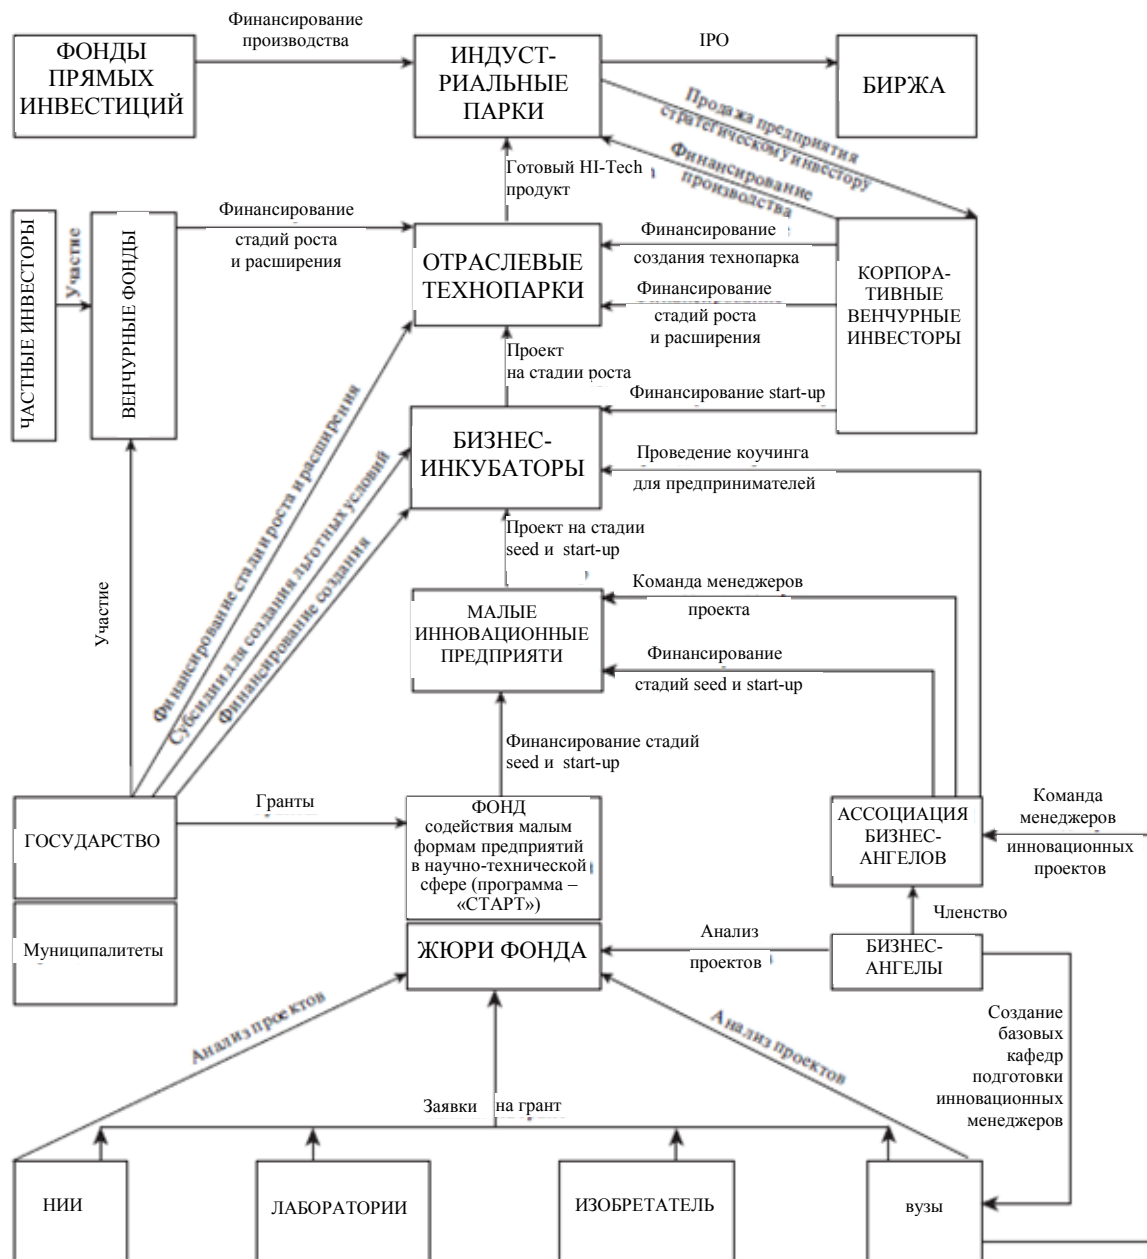 Финансирование
производства
ФОНДЫ
ПРЯМЫХ
ИНВЕСТИЦИЙ
ИНДУСТ-
РИАЛЬНЫЕ
ПАРКИ
IPO
БИРЖА
Продажа предприятия
стратегическому инвестору
Финансирование
производства
Готовый HI-Tech
продукт
ЧАСТНЫЕ ИНВЕСТОРЫ
Участие
ВЕНЧУРНЫЕ ФОНДЫ
Финансирование
стадий роста
и расширения
ОТРАСЛЕВЫЕ
ТЕХНОПАРКИ
Финансирование
создания технопарка
Финансирование
стадий роста
и расширения
КОРПОРА-
ТИВНЫЕ
ВЕНЧУРНЫЕ
ИНВЕСТОРЫ
Проект
на стадии роста
Финансирование start-up
БИЗНЕС-
ИНКУБАТОРЫ
Проведение коучинга
для предпринимателей
Финансирование стадии роста и расширения
Субсидии для создания льготных условий
Финансирование создания
Участие
Проект на стадии
seed и start-up
МАЛЫЕ
ИННОВАЦИОННЫЕ
ПРЕДПРИЯТИ
Команда менеджеров
проекта
Финансирование
стадий seed и start-up
Финансирование стадий
seed и start-up
ГОСУДАРСТВО
Гранты
ФОНД
содействия малым
формам предприятий
в научно-технической
сфере (программа –
«СТАРТ»)
АССОЦИАЦИЯ
БИЗНЕС-
АНГЕЛОВ
Команда
менеджеров
инновационных
проектов
Муниципалитеты
ЖЮРИ ФОНДА
Анализ
проектов
Членство
БИЗНЕС-
АНГЕЛЫ
Анализ проектов
Анализ проектов
Создание
базовых
кафедр
подготовки
инновационных
менеджеров
Заявки на грант
НИИ
ЛАБОРАТОРИИ
ИЗОБРЕТАТЕЛЬ
вузы